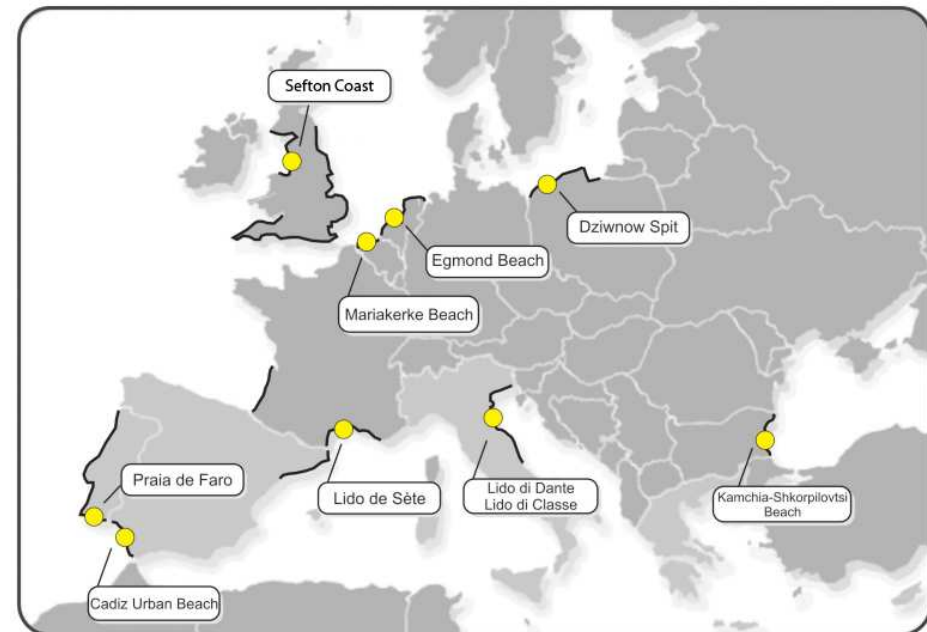 Sefton Coast
Dziwnow Spit
Egmond Beach
Mariakerke Beach
Praia de Faro
Lido de Sète
Lido di Dante
Lido di Classe
Kamchia-Shkorpilovtsi
Beach
Cadiz Urban Beach